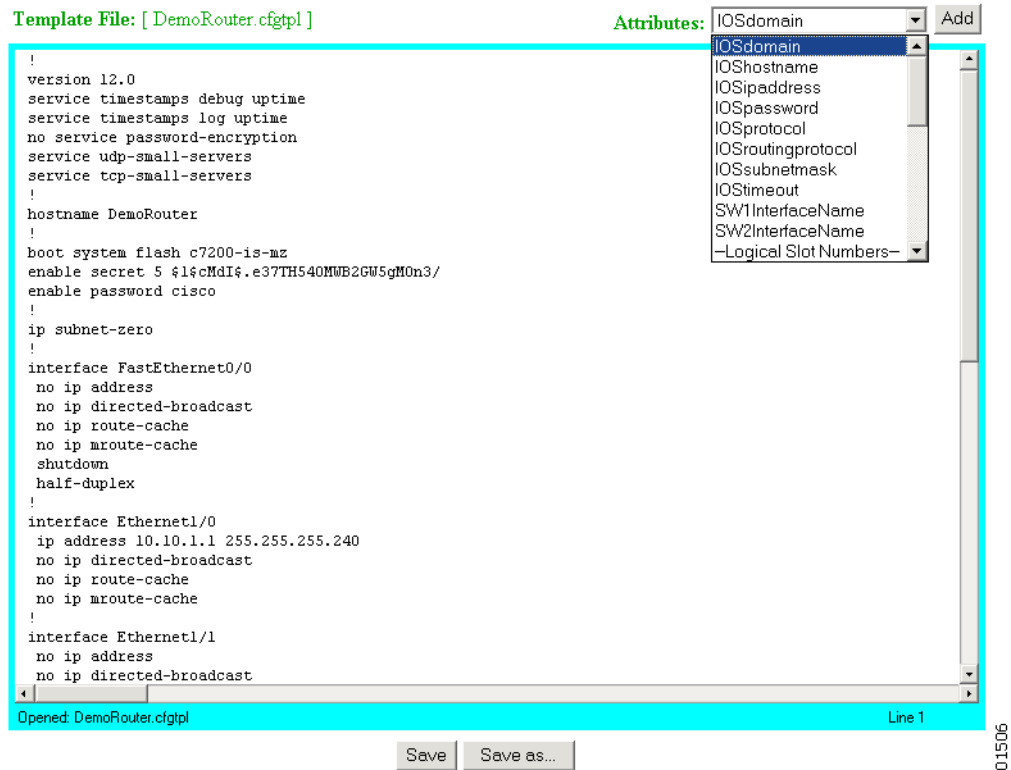 Template File: [ DemoRouter.cfgtpl ]
Attributes: IOSdomain Add
IOSdomain
IOShostname
IOSipaddress
IOSpassword
IOSprotocol
IOSroutingprotocol
IOSsubnetmask
IOStimeout
SW1InterfaceName
SW2InterfaceName
--Logical Slot Numbers--
!
version 12.0
service timestamps debug uptime
service timestamps log uptime
no service password-encryption
service udp-small-servers
service tcp-small-servers
!
hostname DemoRouter
!
boot system flash c7200-is-mz
enable secret 5 $1$cMdI$.e37TH540MWB2GW5gM0n3/
enable password cisco
!
ip subnet-zero
!
interface FastEthernet0/0
no ip address
no ip directed-broadcast
no ip route-cache
no ip mroute-cache
shutdown
half-duplex
!
interface Ethernet1/0
ip address 10.10.1.1 255.255.255.240
no ip directed-broadcast
no ip route-cache
no ip mroute-cache
!
interface Ethernet1/1
no ip address
no ip directed-broadcast
Opened: DemoRouter.cfgtpl Line 1
Save Save as...
01506